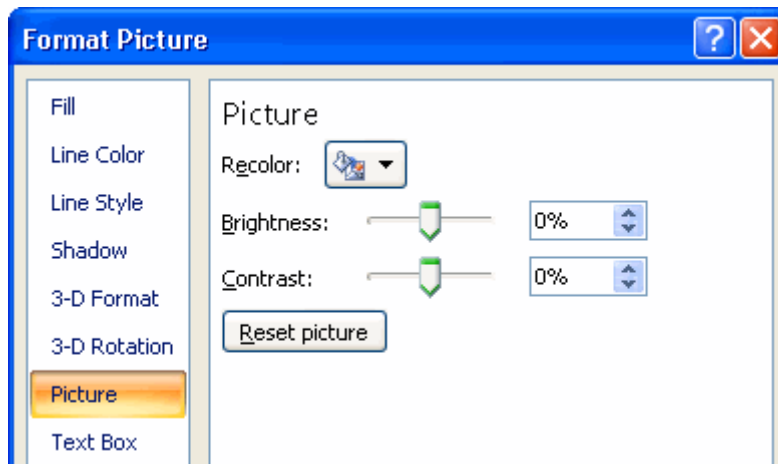 Format Picture
?
Fill
Line Color
Line Style
Shadow
3-D Format
3-D Rotation
Picture
Text Box
Picture
Recolor:
Brightness: 0%
Contrast: 0%
Reset picture